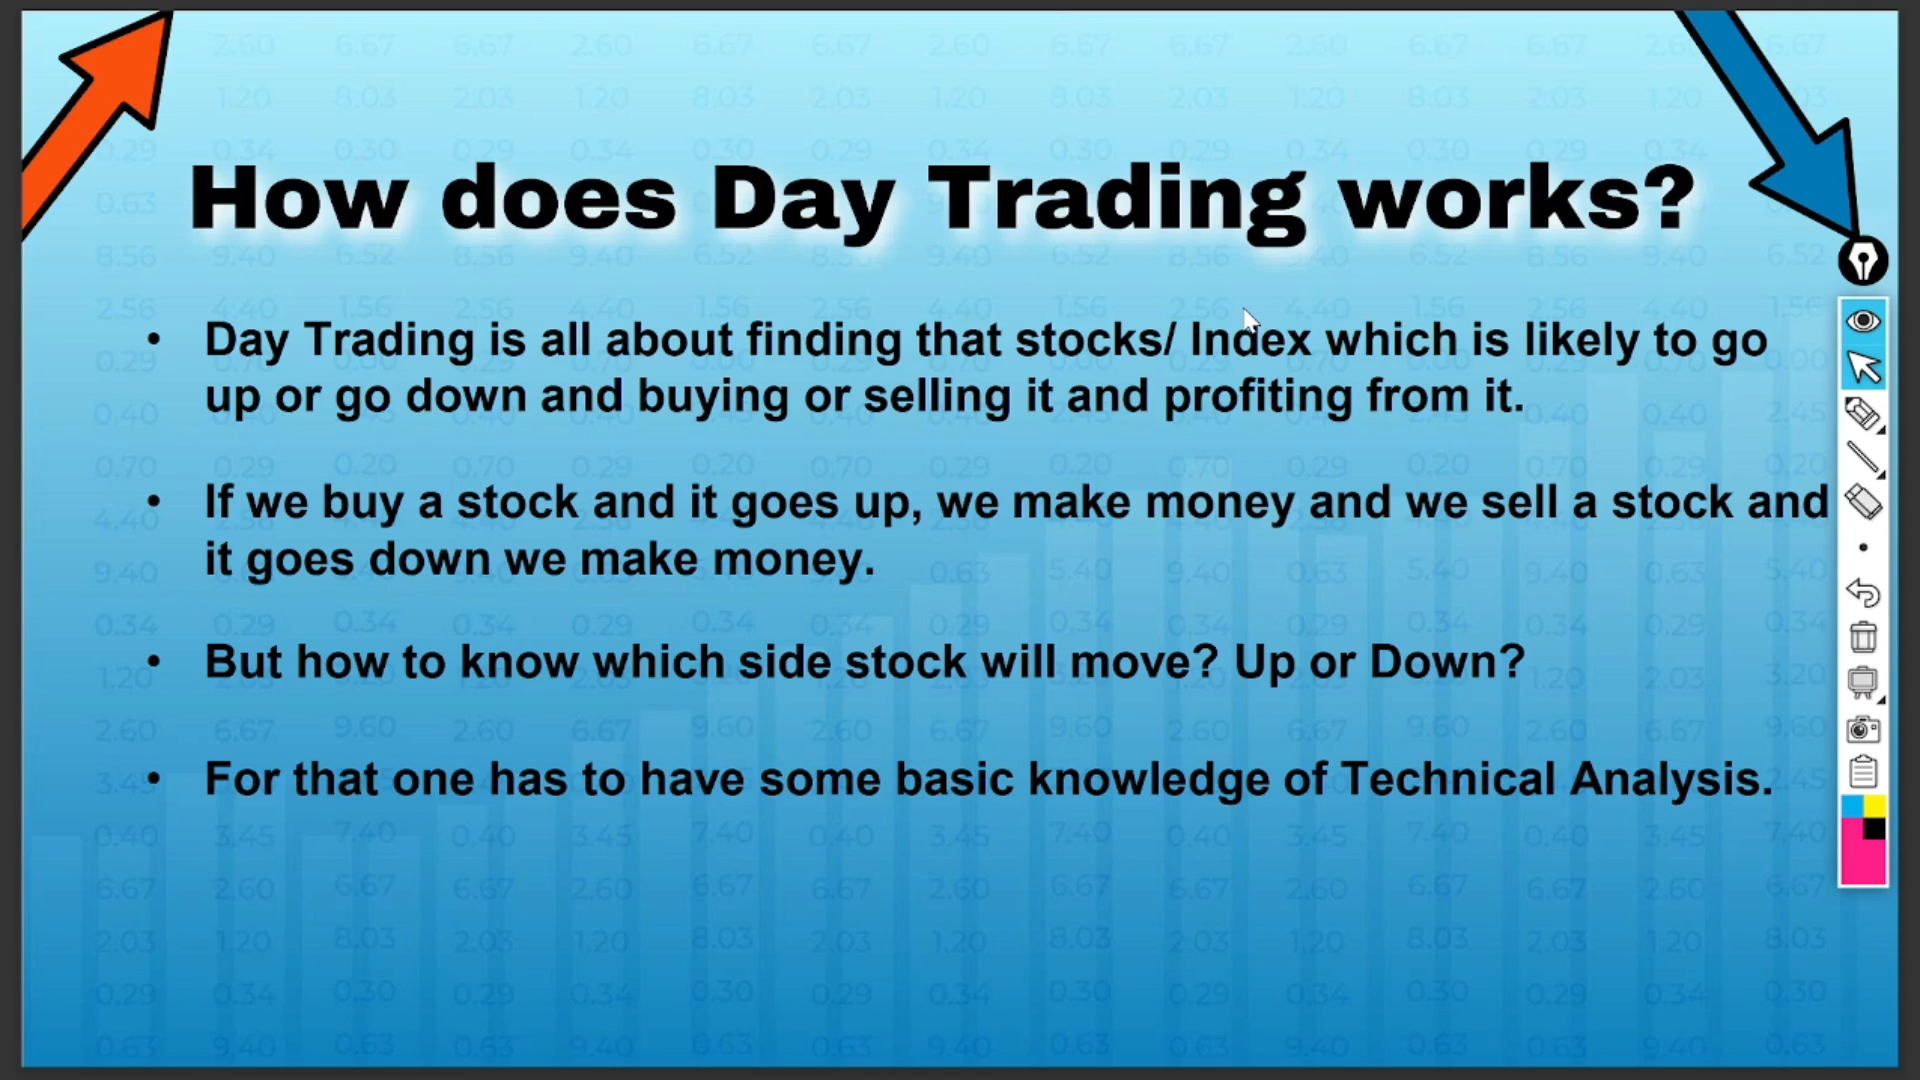 How does Day Trading works?
• Day Trading is all about finding that stocks/ Index which is likely to go
up or go down and buying or selling it and profiting from it.
• If we buy a stock and it goes up, we make money and we sell a stock and
it goes down we make money.
• But how to know which side stock will move? Up or Down?
• For that one has to have some basic knowledge of Technical Analysis.